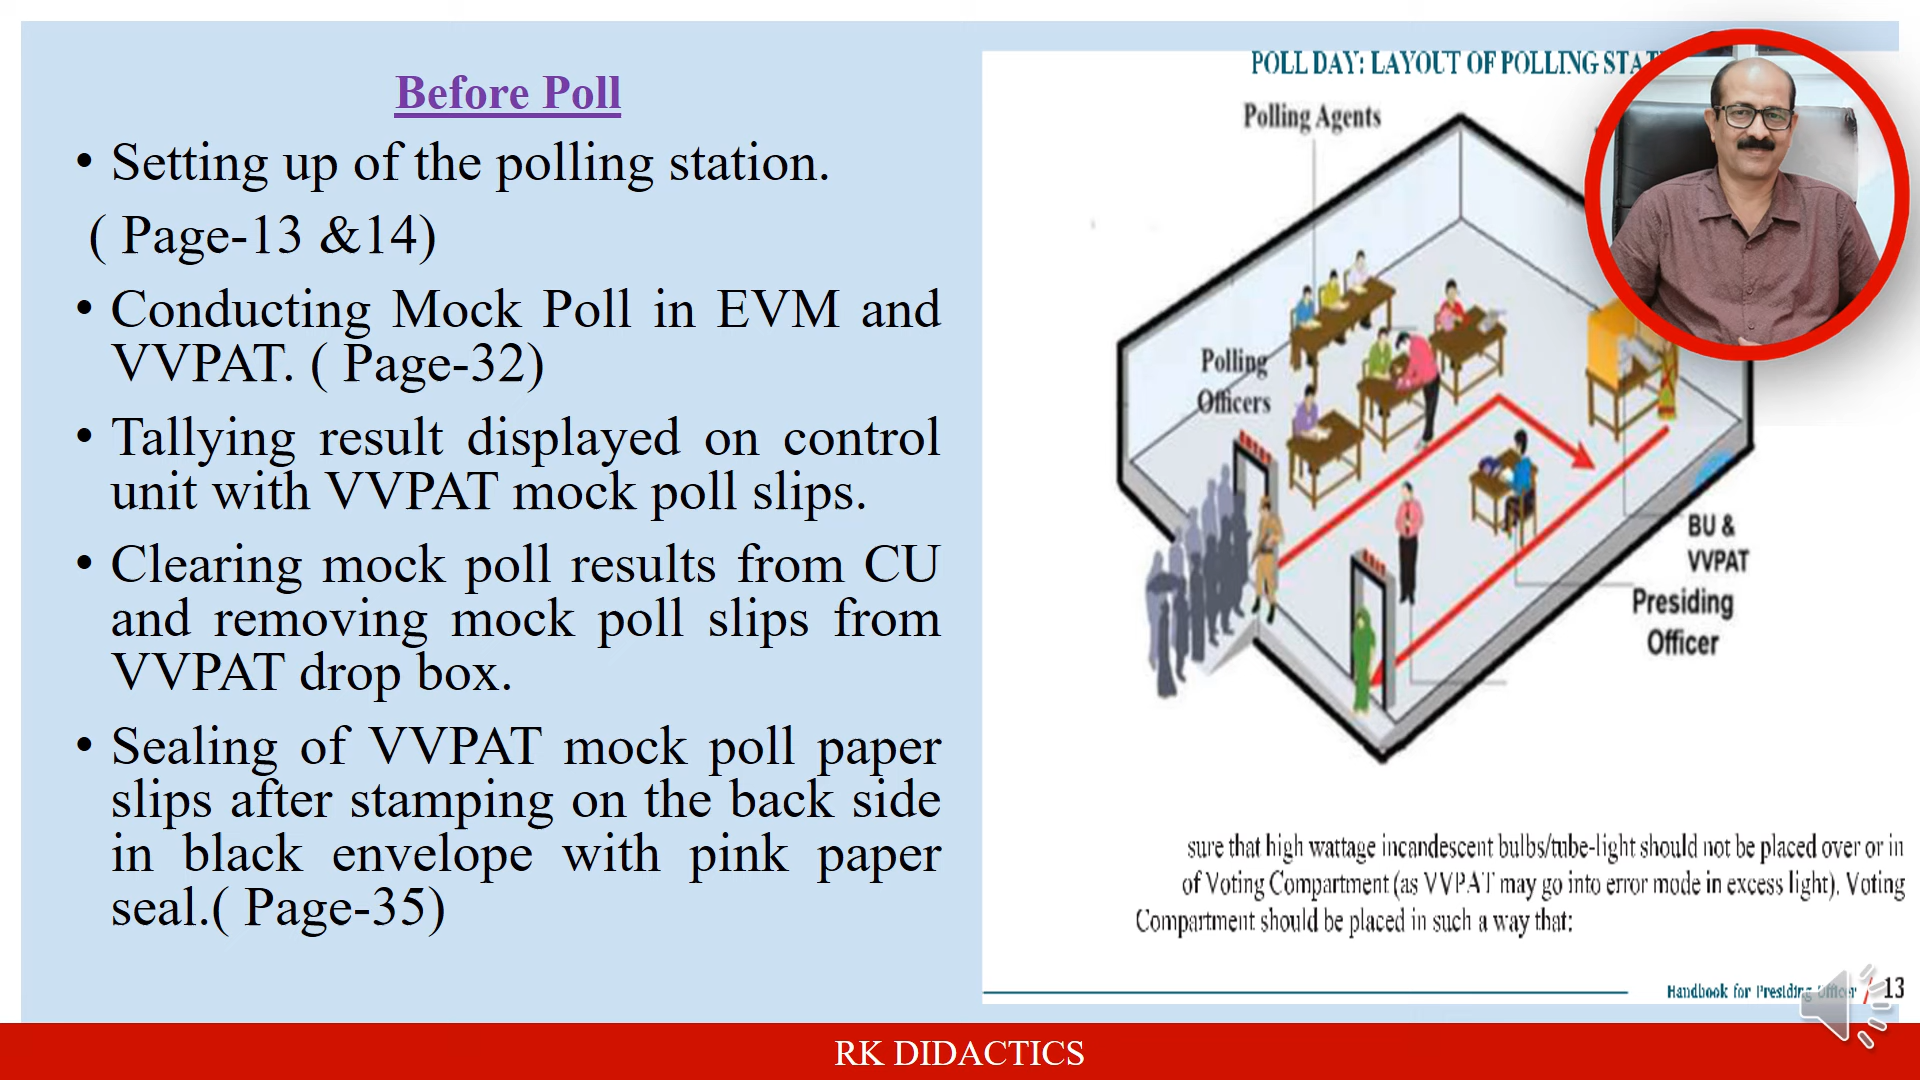 Before Poll
• Setting up of the polling station.
( Page-13 &14)
• Conducting Mock Poll in EVM and
VVPAT. ( Page-32)
• Tallying result displayed on control
unit with VVPAT mock poll slips.
• Clearing mock poll results from CU
and removing mock poll slips from
VVPAT drop box.
• Sealing of VVPAT mock poll paper
slips after stamping on the back side
in black envelope with pink paper
seal.( Page-35)
POLL DAY: LAYOUT OF POLLING
Polling Agents
Polling
Officers
BU &
VVPAT
Presiding
Officer
sure that high wattage incandescent bulbs/tube-light should not be placed over or in
of Voting Compartment (as VVPAT may go into error mode in excess light). Voting
Compartment should be placed in such a way that:
Handbook for Presiding Officer / 13
RK DIDACTICS